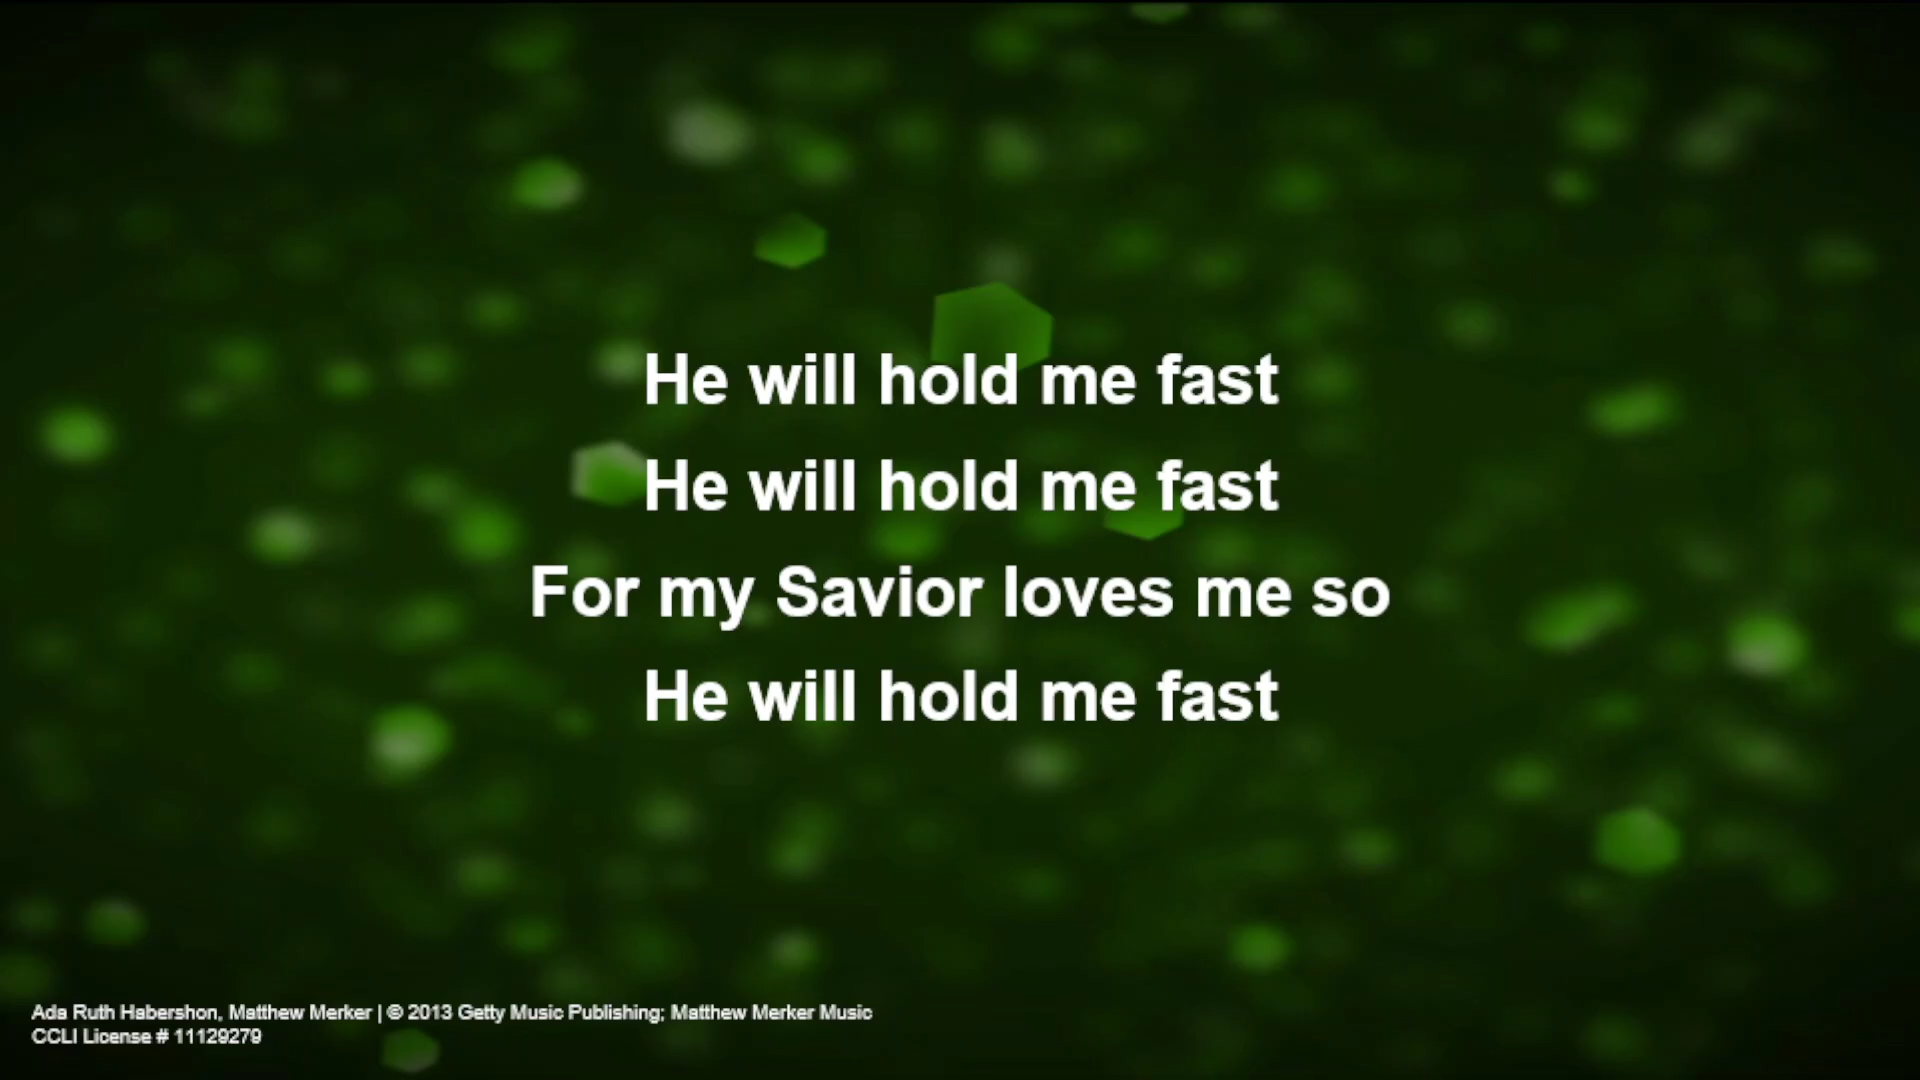 He will hold me fast
He will hold me fast
For my Savior loves me so
He will hold me fast
Ada Ruth Habershon, Matthew Merker | © 2013 Getty Music Publishing; Matthew Merker Music
CCLI License # 11129279